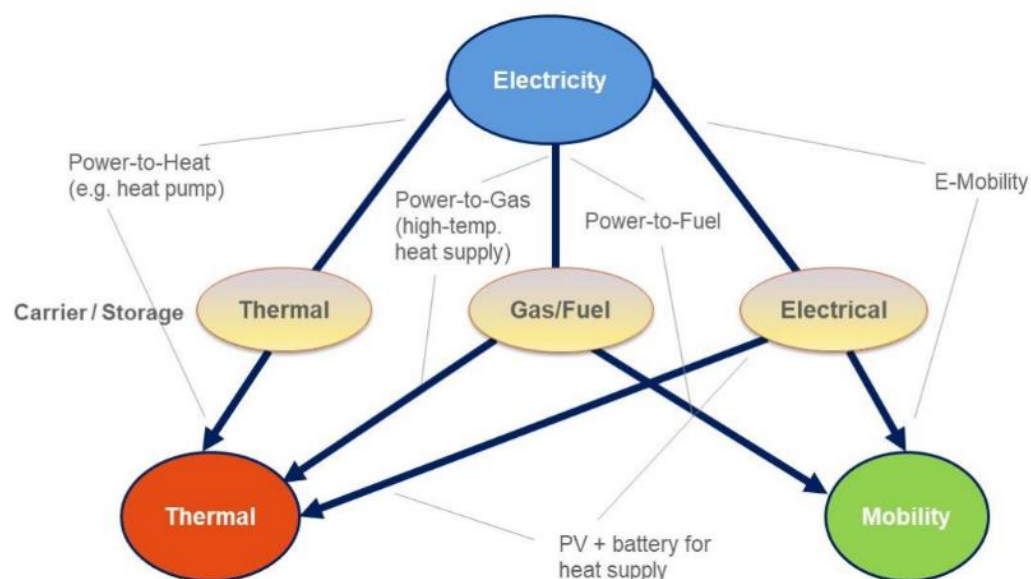 Electricity
Power-to-Heat
(e.g. heat pump)
Power-to-Gas
(high-temp.
heat supply)
Power-to-Fuel
E-Mobility
Carrier / Storage
Thermal
Gas/Fuel
Electrical
Thermal
Mobility
PV + battery for
heat supply